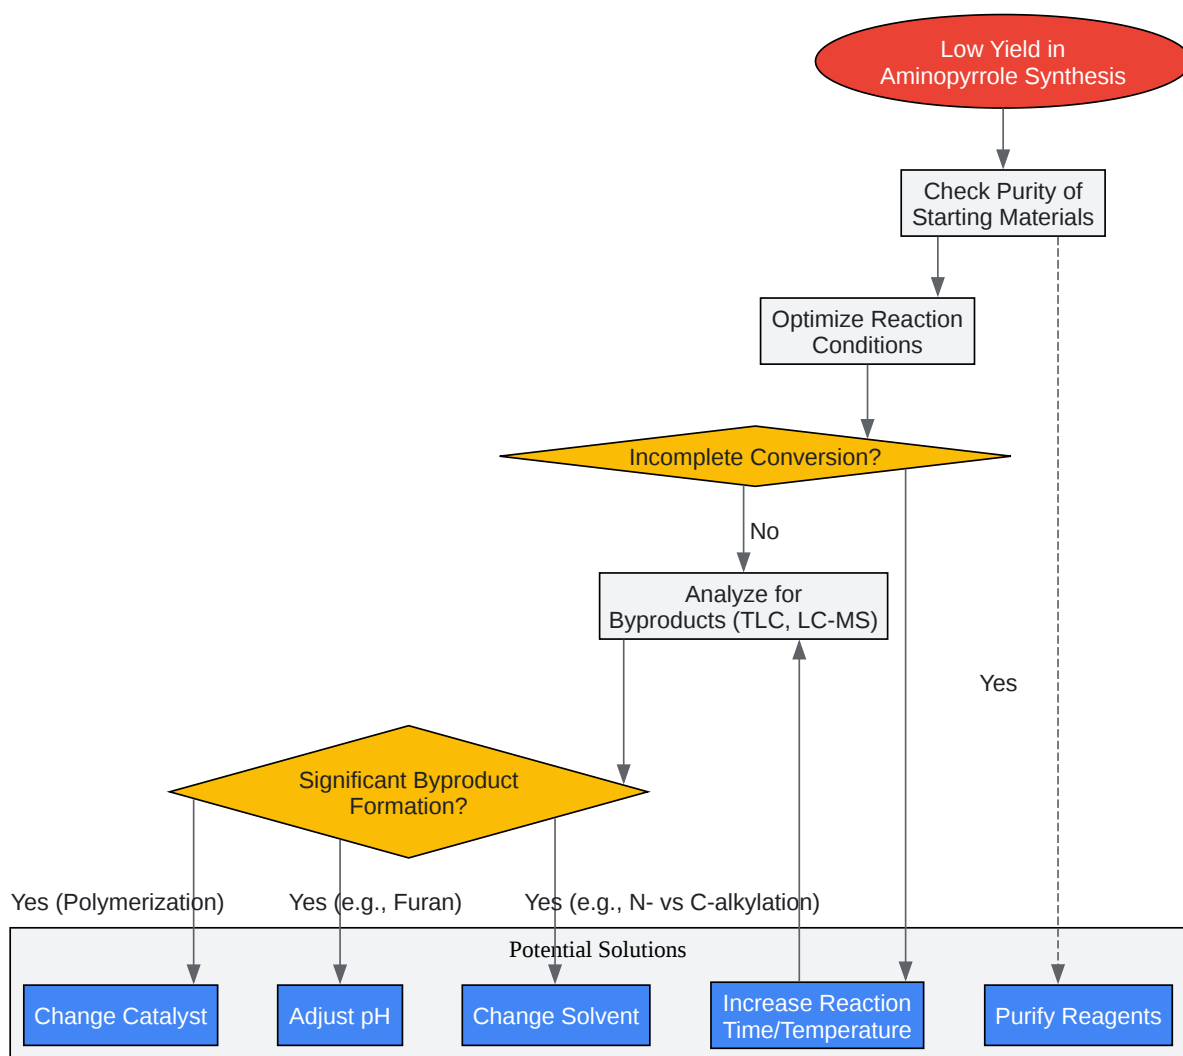 Low Yield in
Aminopyrrole Synthesis
Check Purity of
Starting Materials
Optimize Reaction
Conditions
Incomplete Conversion?
No
Analyze for
Byproducts (TLC, LC-MS)
Yes
Significant Byproduct
Formation?
Yes (Polymerization)
Yes (e.g., Furan)
Yes (e.g., N- vs C-alkylation)
Potential Solutions
Change Catalyst
Adjust pH
Change Solvent
Increase Reaction
Time/Temperature
Purify Reagents